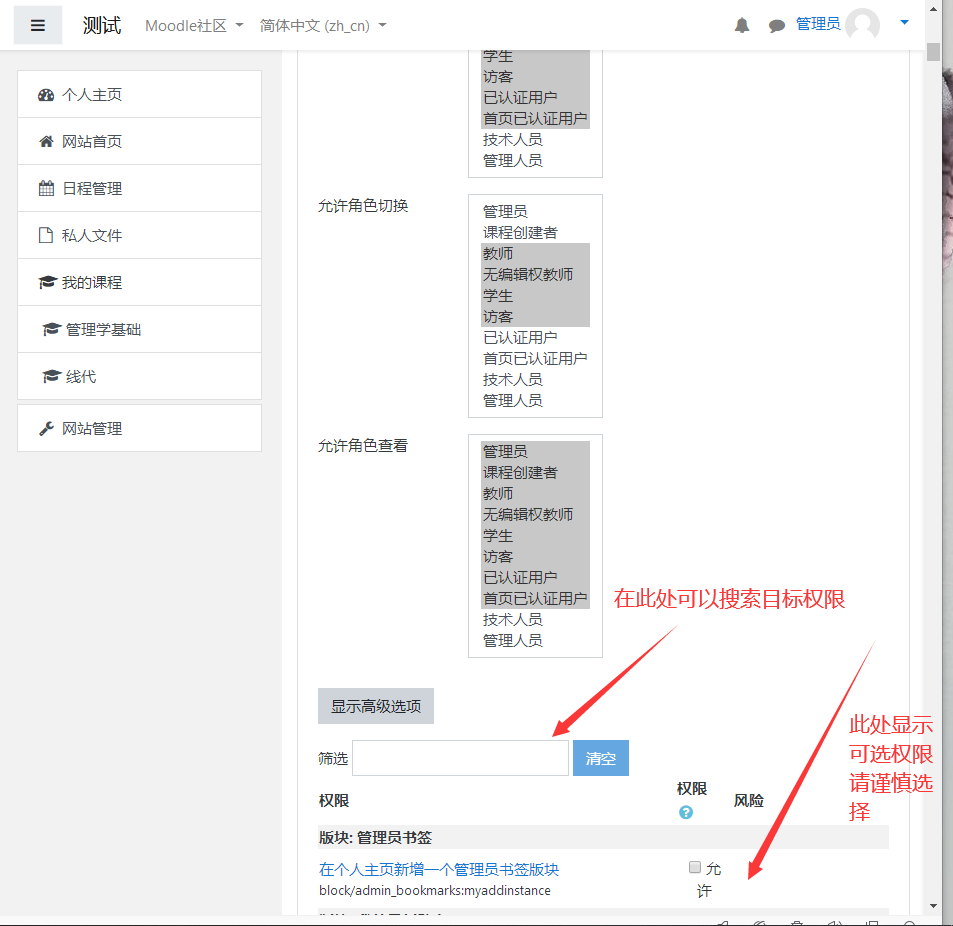 测试
Moodle社区
简体中文 (zh_cn)
管理员
个人主页
网站首页
日程管理
私人文件
我的课程
管理学基础
线代
网站管理
学生
访客
已认证用户
首页已认证用户
技术人员
管理人员
允许角色切换
管理员
课程创建者
教师
无编辑权教师
学生
访客
已认证用户
首页已认证用户
技术人员
管理人员
允许角色查看
管理员
课程创建者
教师
无编辑权教师
学生
访客
已认证用户
首页已认证用户
技术人员
管理人员
在此处可以搜索目标权限
显示高级选项
筛选
清空
此处显示
可选权限
请谨慎选
择
权限
权限
?
风险
版块: 管理员书签
在个人主页新增一个管理员书签版块
block/admin_bookmarks:myaddinstance
允
许